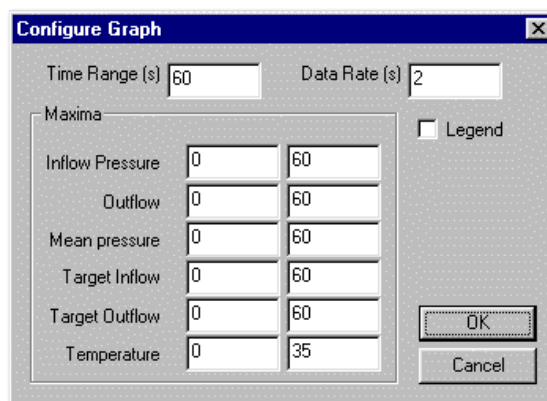 Configure Graph
Time Range (s) 60 Data Rate (s) 2
Maxima
Legend
Inflow Pressure 0 60
Outflow 0 60
Mean pressure 0 60
Target Inflow 0 60
Target Outflow 0 60
Temperature 0 35
OK
Cancel